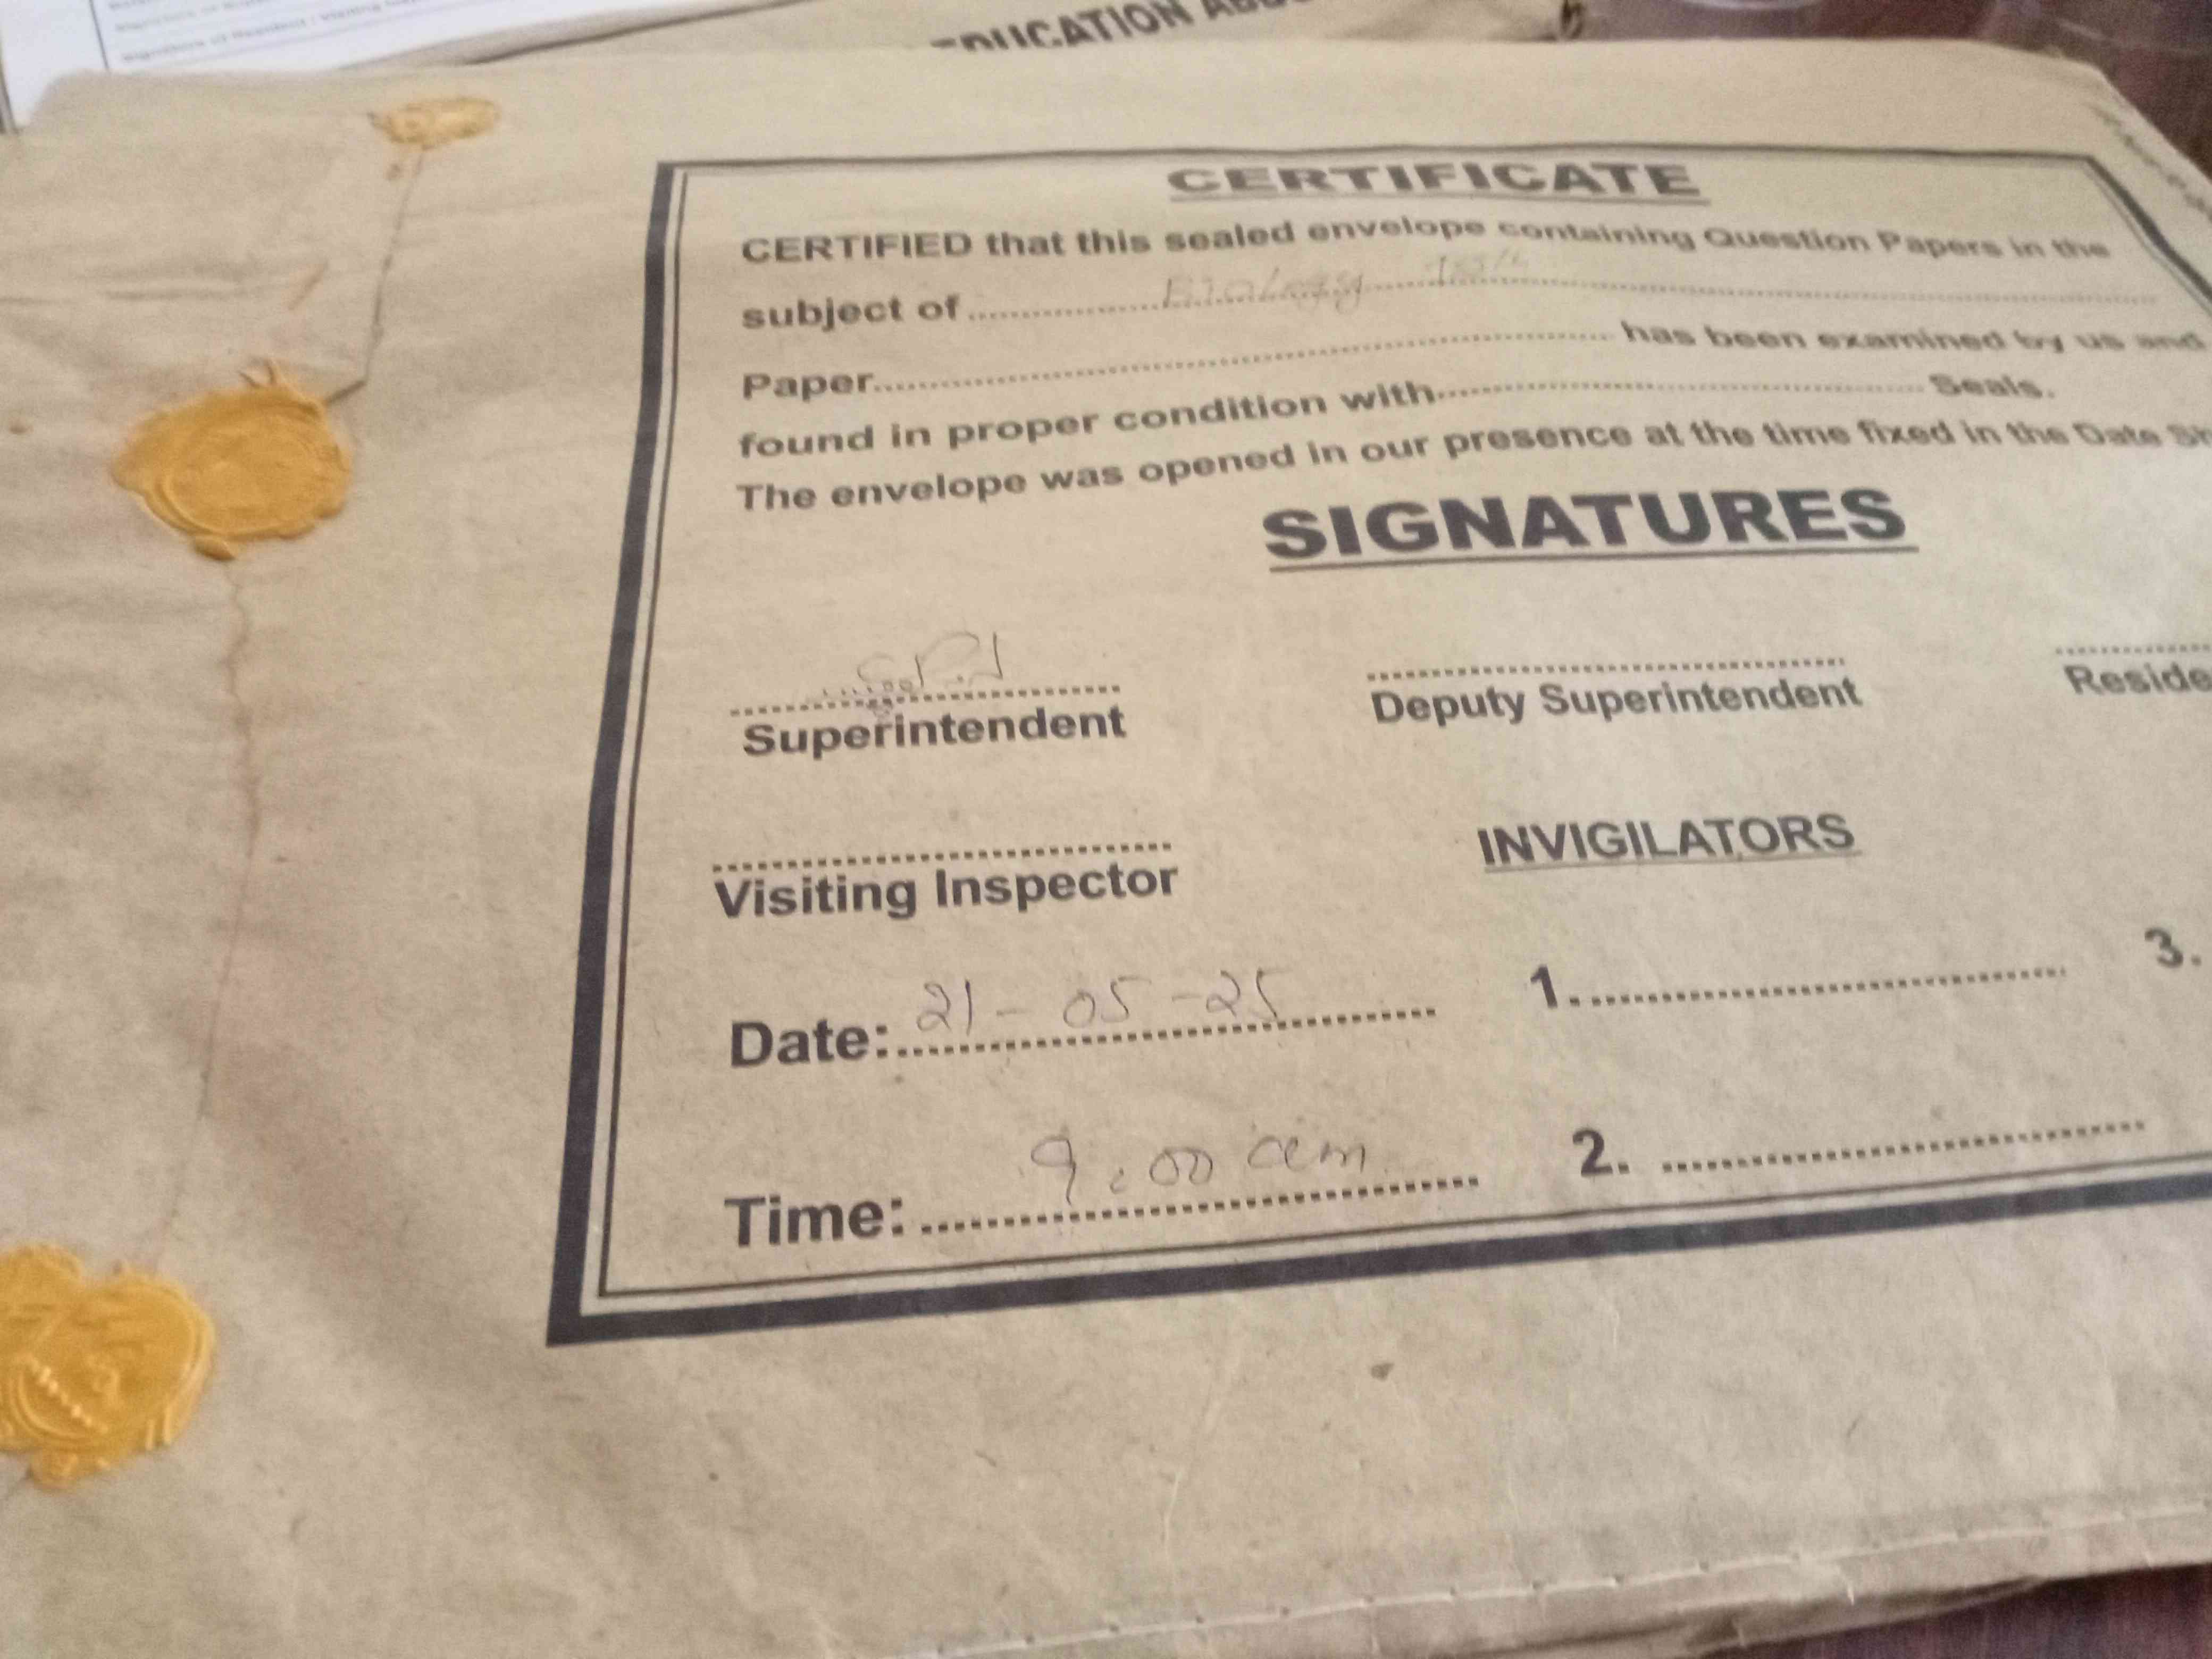 EDUCATION
CERTIFICATE
CERTIFIED that this sealed envelope containing Question Papers in the
subject of.......... Biology ..........
Paper.......... has been examined by us and
found in proper condition with.......... Seals.
The envelope was opened in our presence at the time fixed in the Date
SIGNATURES
Superintendent
Deputy Superintendent
Reside
Visiting Inspector
INVIGILATORS
Date: 21-05-25
1.
3.
Time: 9:00 am
2.